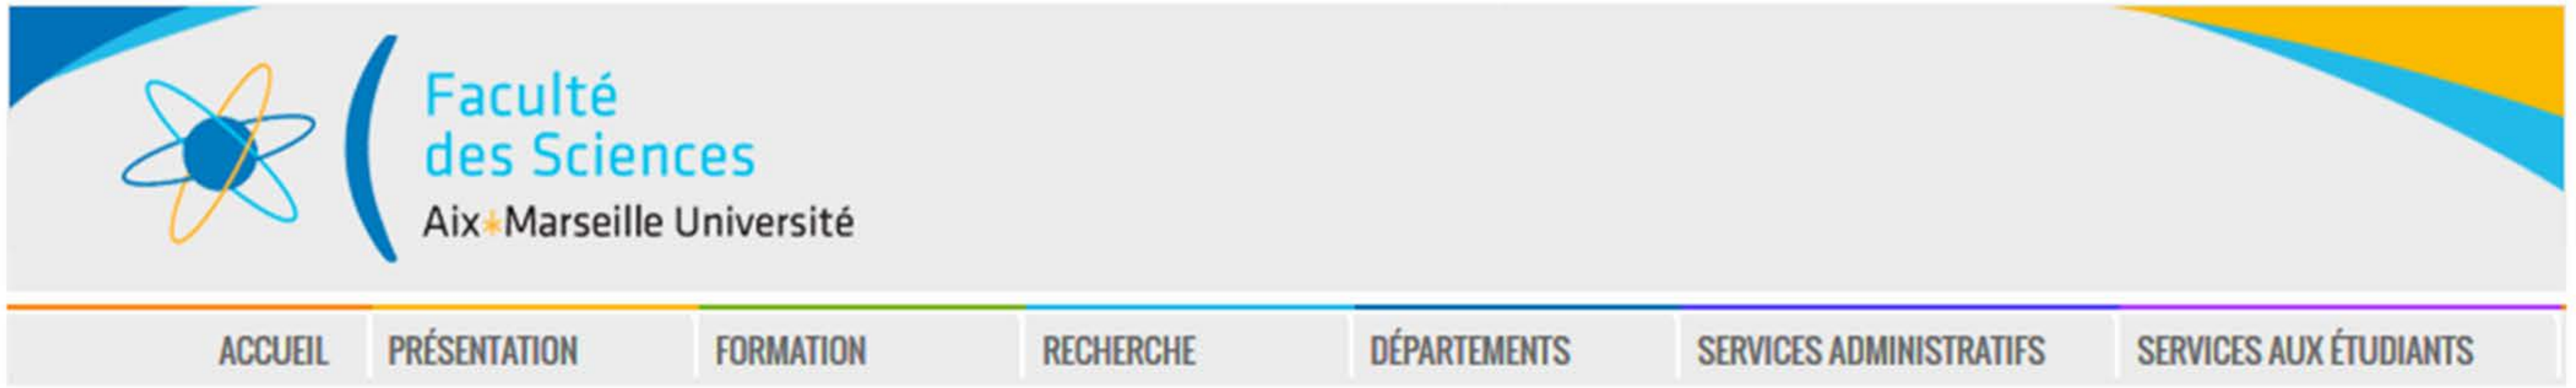 Faculté
des Sciences
Aix*Marseille Université
ACCUEIL PRÉSENTATION FORMATION RECHERCHE DÉPARTEMENTS SERVICES ADMINISTRATIFS SERVICES AUX ÉTUDIANTS